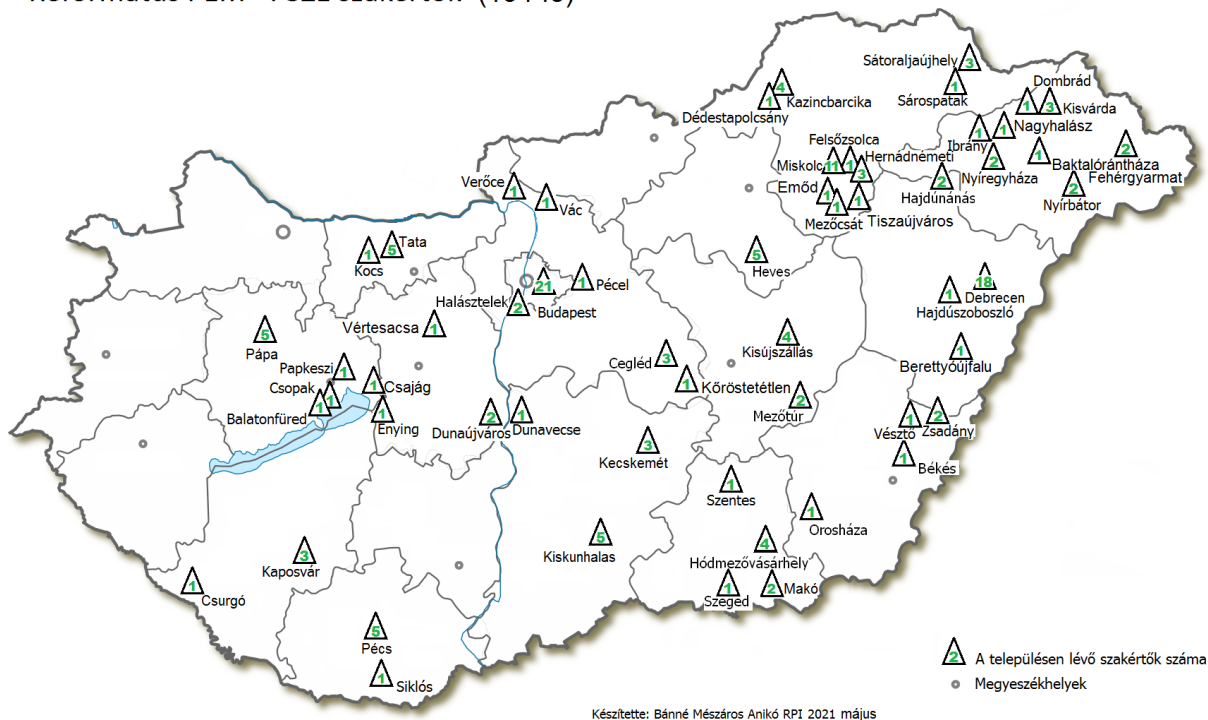 Sátoraljaújhely 3
Dombrád
4 1 Sárospatak 1 3 Kisvárda
1 Kazincbarcika
Dédestapolcsány
Felsőzsolca
Ibrány 1 1 Nagyhalász
Miskolc 11 1 Hernádnémeti 3
Nyíregyháza 2 1 Baktalórántháza 2
Fehérgyarmat
Verőce 1
Emőd 1
Hajdúnánás 2
Nyírbátor 2
Vác 1
Mezőcsát 1
Tiszaújváros 1
Kocs 1
Tata 5
Heves 5
Pécel 1
Budapest 21
Halásztelek 2
Debrecen 18
Hajdúszoboszló 1
Pápa 5
Vértesacsa 1
Kisújszállás 4
Berettyóújfalu 1
Papkeszi 1
Cegléd 3
Csopak 1
Csajág 1
Kőröstetétlen 1
Balatonfüred 1
Enying 1
Dunaújváros 2
Dunavecse 1
Mezőtúr 2
Vésztő 1
Zsadány 2
Kecskemét 3
Békés 1
Szentes 1
Orosháza 1
Kiskunhalas 5
Kaposvár 3
Hódmezővásárhely 4
Csurgó 1
Szeged 1
Makó 2
Pécs 5
Siklós 1
2 A településen lévő szakértők száma
Megyeszékhelyek
Készítette: Bánné Mészáros Anikó RPI 2021 május